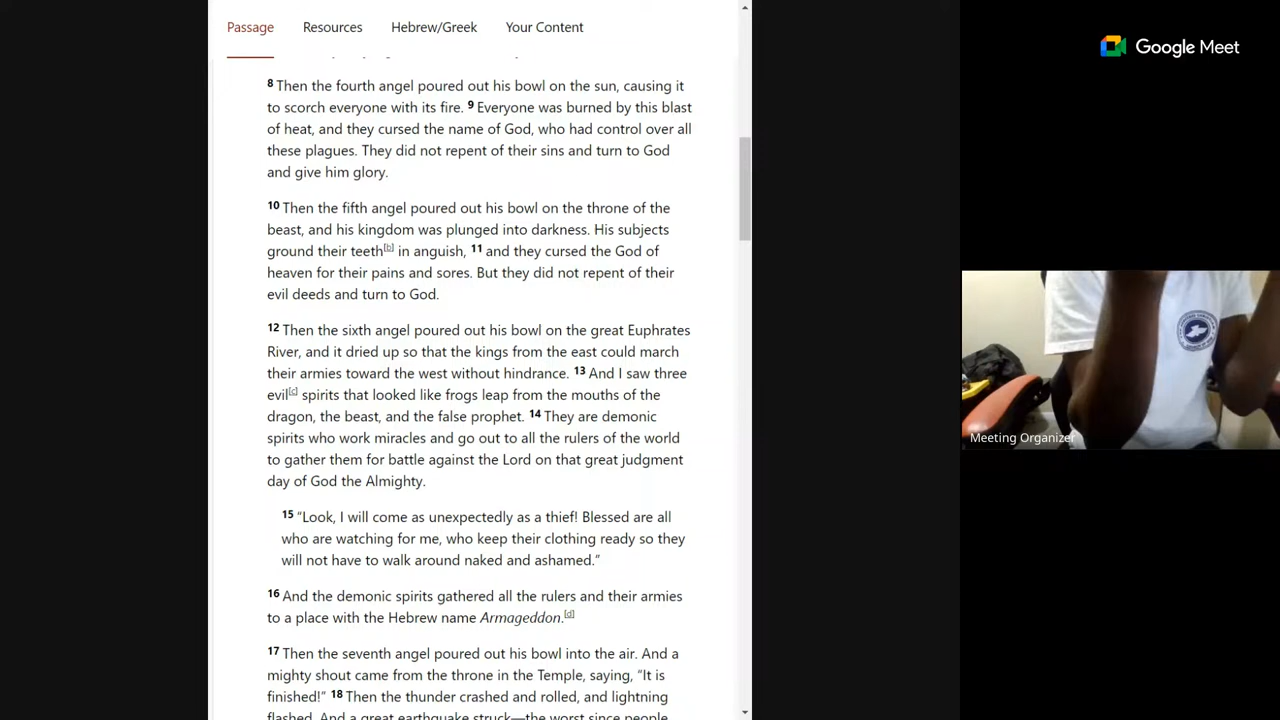 Passage
Resources
Hebrew/Greek
Your Content
8 Then the fourth angel poured out his bowl on the sun, causing it
to scorch everyone with its fire. 9 Everyone was burned by this blast
of heat, and they cursed the name of God, who had control over all
these plagues. They did not repent of their sins and turn to God
and give him glory.
10 Then the fifth angel poured out his bowl on the throne of the
beast, and his kingdom was plunged into darkness. His subjects
ground their teeth[b] in anguish, 11 and they cursed the God of
heaven for their pains and sores. But they did not repent of their
evil deeds and turn to God.
12 Then the sixth angel poured out his bowl on the great Euphrates
River, and it dried up so that the kings from the east could march
their armies toward the west without hindrance. 13 And I saw three
evil[c] spirits that looked like frogs leap from the mouths of the
dragon, the beast, and the false prophet. 14 They are demonic
spirits who work miracles and go out to all the rulers of the world
to gather them for battle against the Lord on that great judgment
day of God the Almighty.
15 “Look, I will come as unexpectedly as a thief! Blessed are all
who are watching for me, who keep their clothing ready so they
will not have to walk around naked and ashamed.”
16 And the demonic spirits gathered all the rulers and their armies
to a place with the Hebrew name Armageddon.[d]
17 Then the seventh angel poured out his bowl into the air. And a
mighty shout came from the throne in the Temple, saying, “It is
finished!” 18 Then the thunder crashed and rolled, and lightning
flashed. And a great earthquake struck—the worst since people
Google Meet
Meeting Organizer